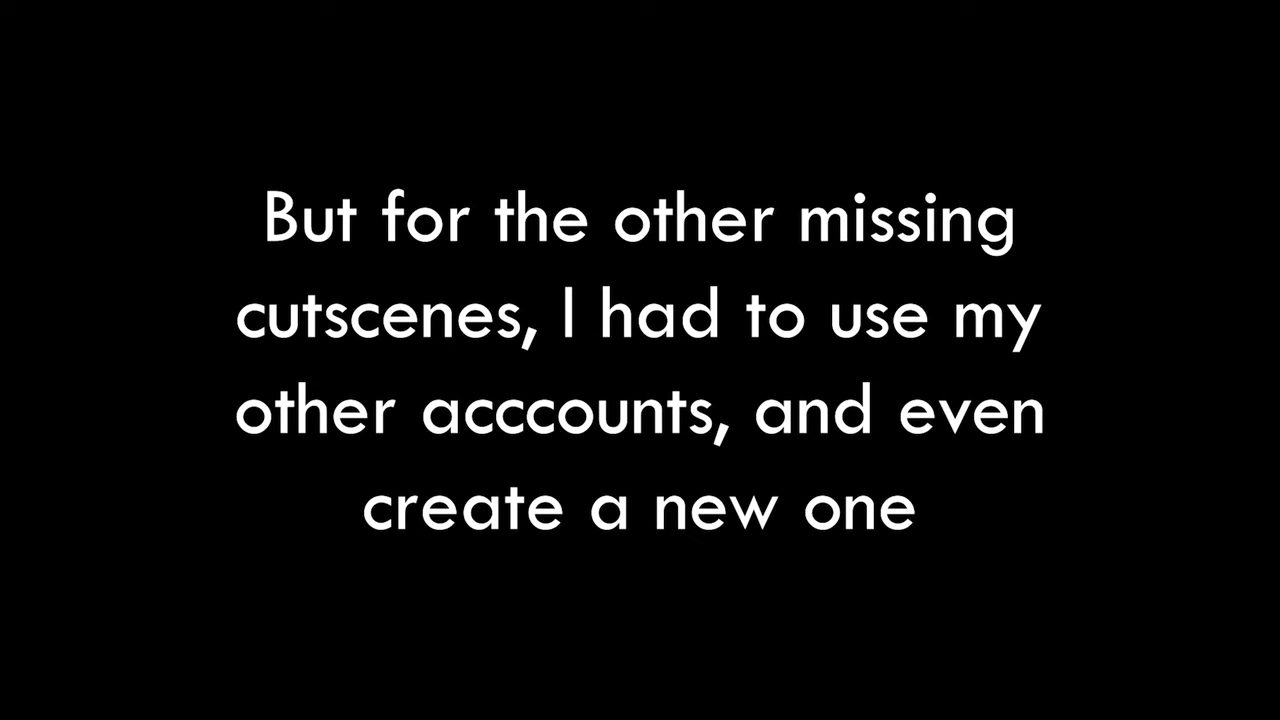 But for the other missing
cutscenes, I had to use my
other acccounts, and even
create a new one